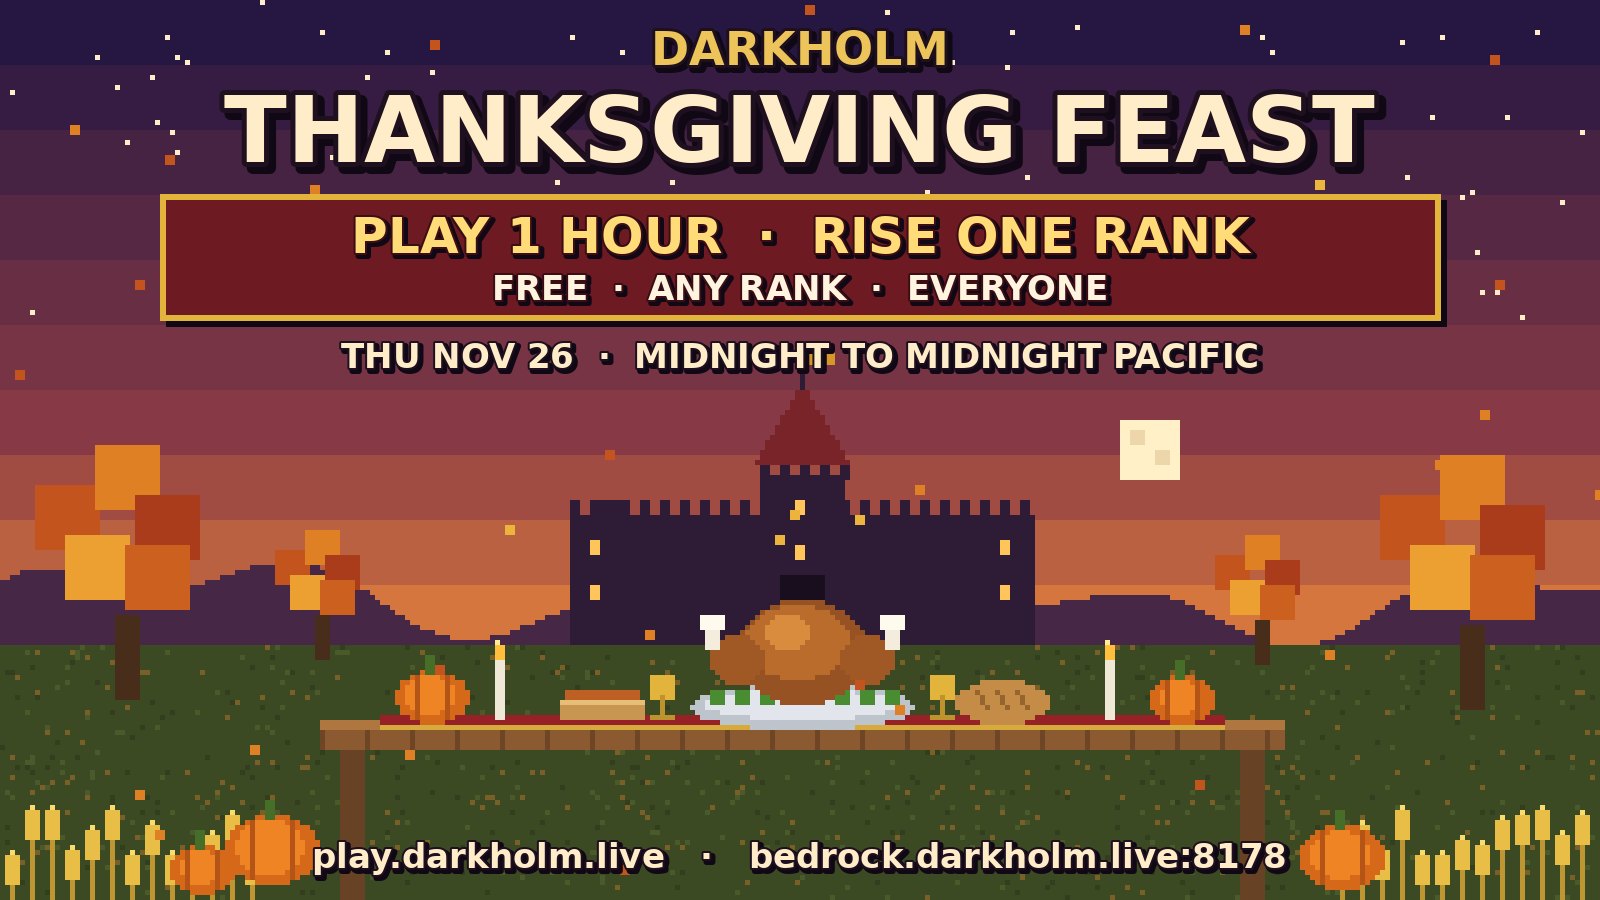 DARKHOLM
THANKSGIVING FEAST
PLAY 1 HOUR · RISE ONE RANK
FREE · ANY RANK · EVERYONE
THU NOV 26 · MIDNIGHT TO MIDNIGHT PACIFIC
play.darkholm.live · bedrock.darkholm.live:8178